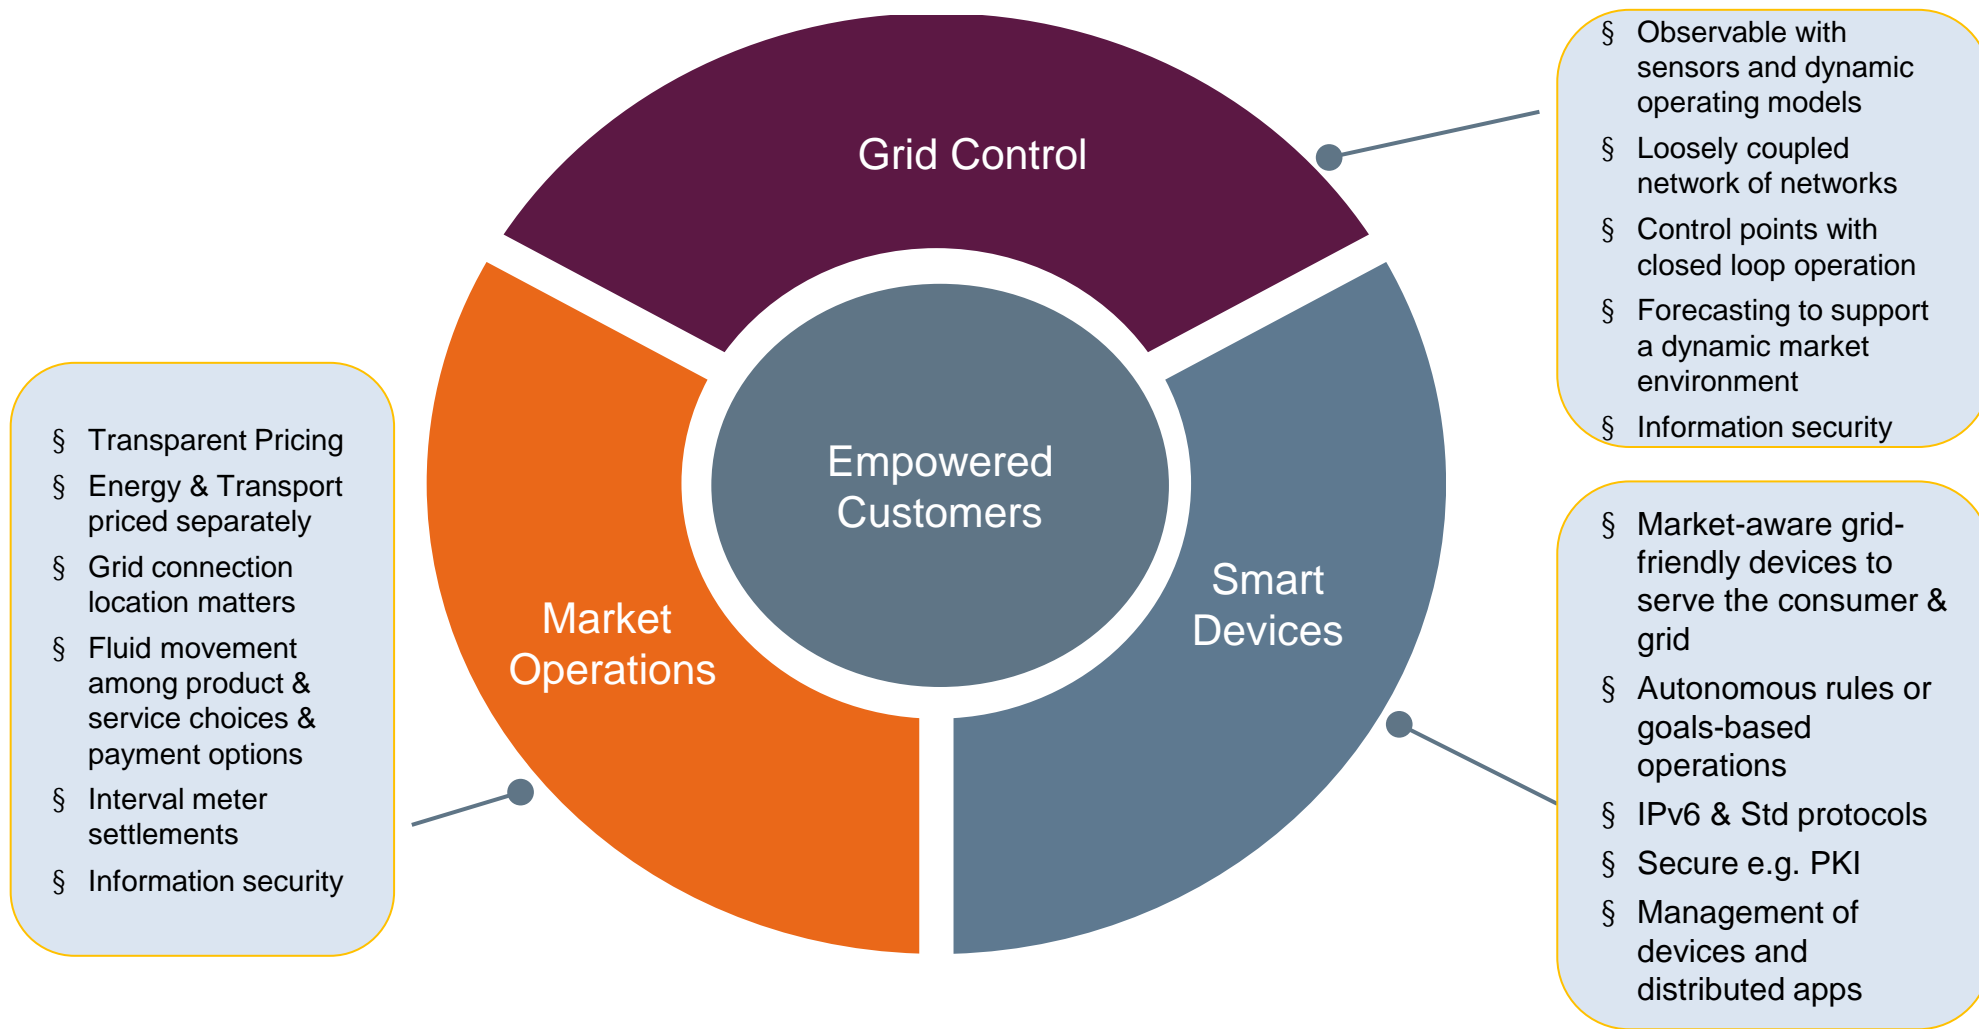 Grid Control
Empowered
Customers
Market
Operations
Smart
Devices
§ Transparent Pricing
§ Energy & Transport
priced separately
§ Grid connection
location matters
§ Fluid movement
among product &
service choices &
payment options
§ Interval meter
settlements
§ Information security
§ Observable with
sensors and dynamic
operating models
§ Loosely coupled
network of networks
§ Control points with
closed loop operation
§ Forecasting to support
a dynamic market
environment
§ Information security
§ Market-aware grid-
friendly devices to
serve the consumer &
grid
§ Autonomous rules or
goals-based
operations
§ IPv6 & Std protocols
§ Secure e.g. PKI
§ Management of
devices and
distributed apps